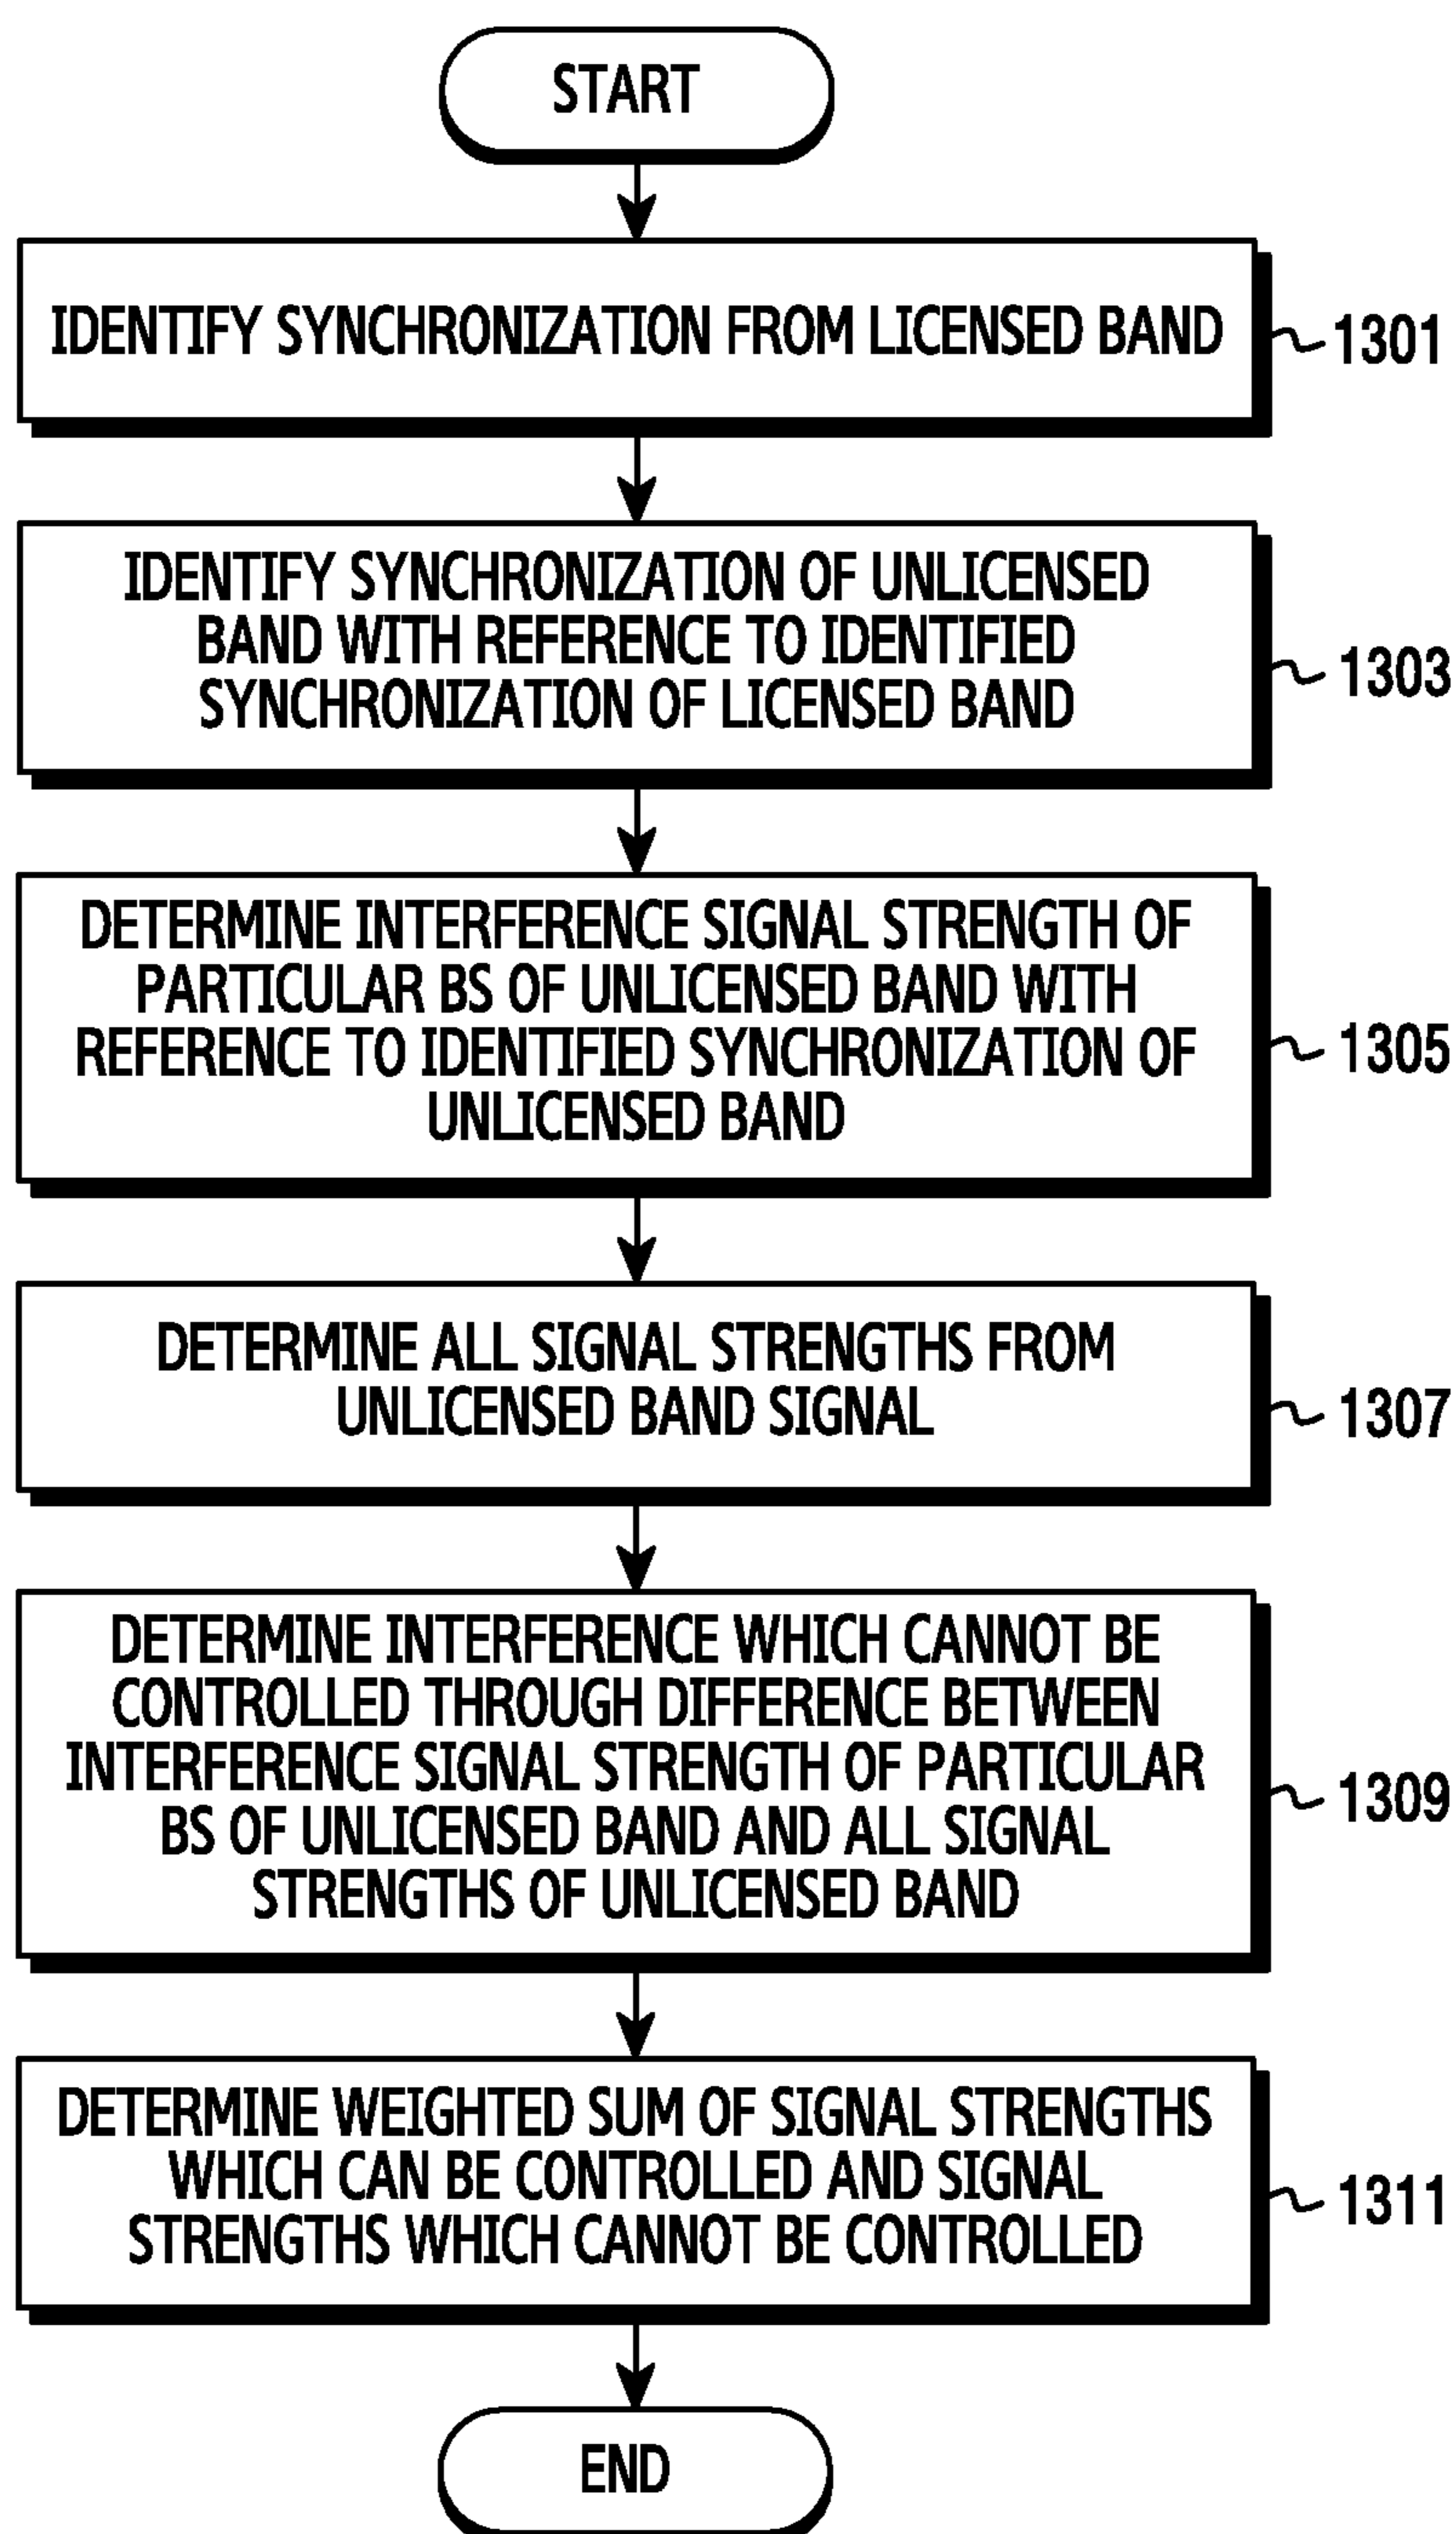 START
IDENTIFY SYNCHRONIZATION FROM LICENSED BAND
1301
IDENTIFY SYNCHRONIZATION OF UNLICENSED
BAND WITH REFERENCE TO IDENTIFIED
SYNCHRONIZATION OF LICENSED BAND
1303
DETERMINE INTERFERENCE SIGNAL STRENGTH OF
PARTICULAR BS OF UNLICENSED BAND WITH
REFERENCE TO IDENTIFIED SYNCHRONIZATION OF
UNLICENSED BAND
1305
DETERMINE ALL SIGNAL STRENGTHS FROM
UNLICENSED BAND SIGNAL
1307
DETERMINE INTERFERENCE WHICH CANNOT BE
CONTROLLED THROUGH DIFFERENCE BETWEEN
INTERFERENCE SIGNAL STRENGTH OF PARTICULAR
BS OF UNLICENSED BAND AND ALL SIGNAL
STRENGTHS OF UNLICENSED BAND
1309
DETERMINE WEIGHTED SUM OF SIGNAL STRENGTHS
WHICH CAN BE CONTROLLED AND SIGNAL
STRENGTHS WHICH CANNOT BE CONTROLLED
1311
END